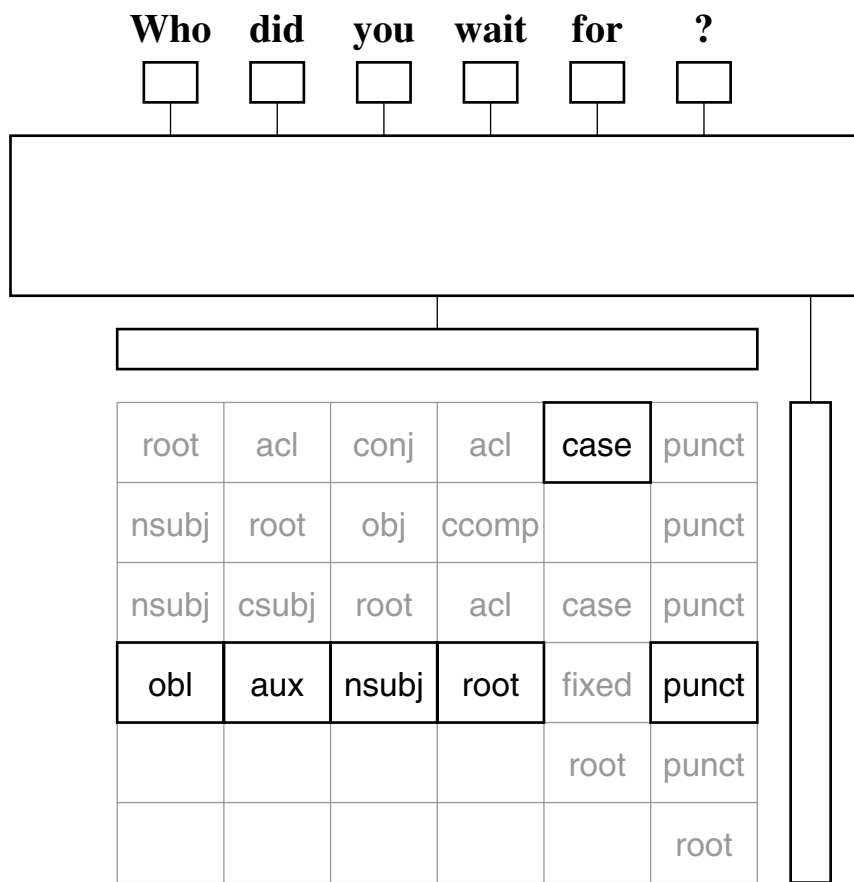 Who did you wait for ?
root acl conj acl case punct
nsubj root obj ccomp punct
nsubj csubj root acl case punct
obl aux nsubj root fixed punct
root punct
root